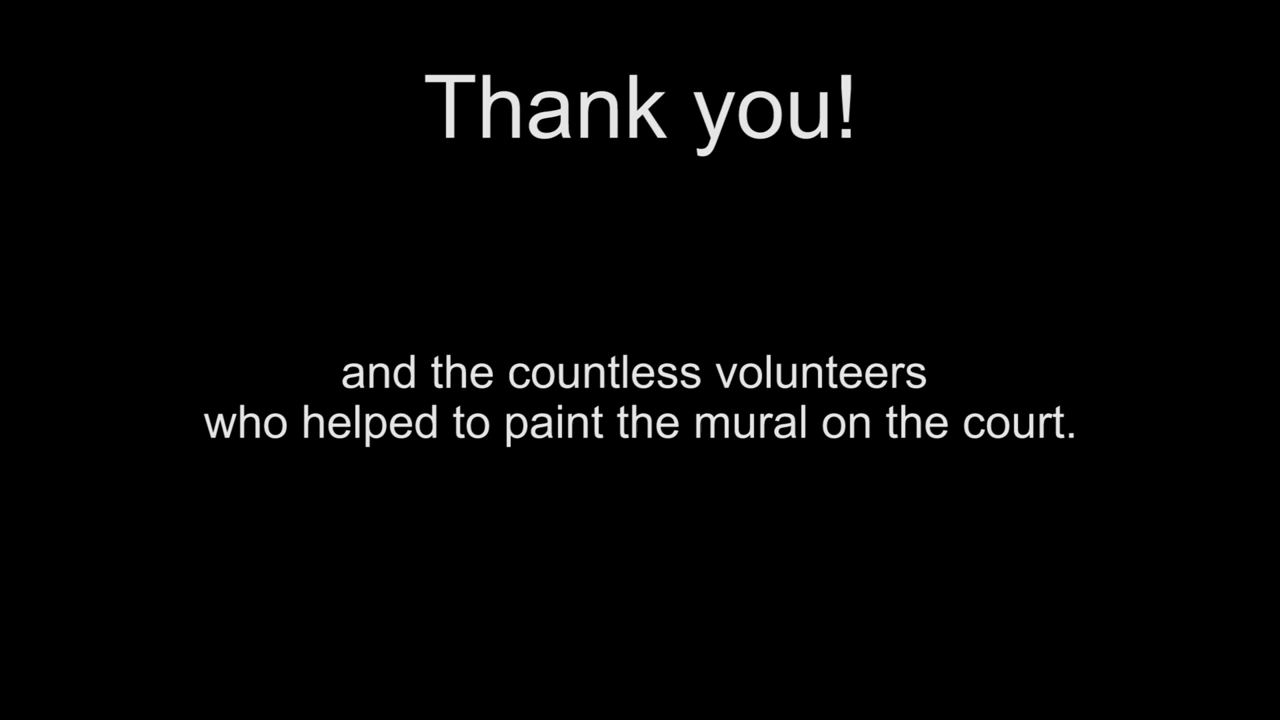 Thank you!
and the countless volunteers
who helped to paint the mural on the court.